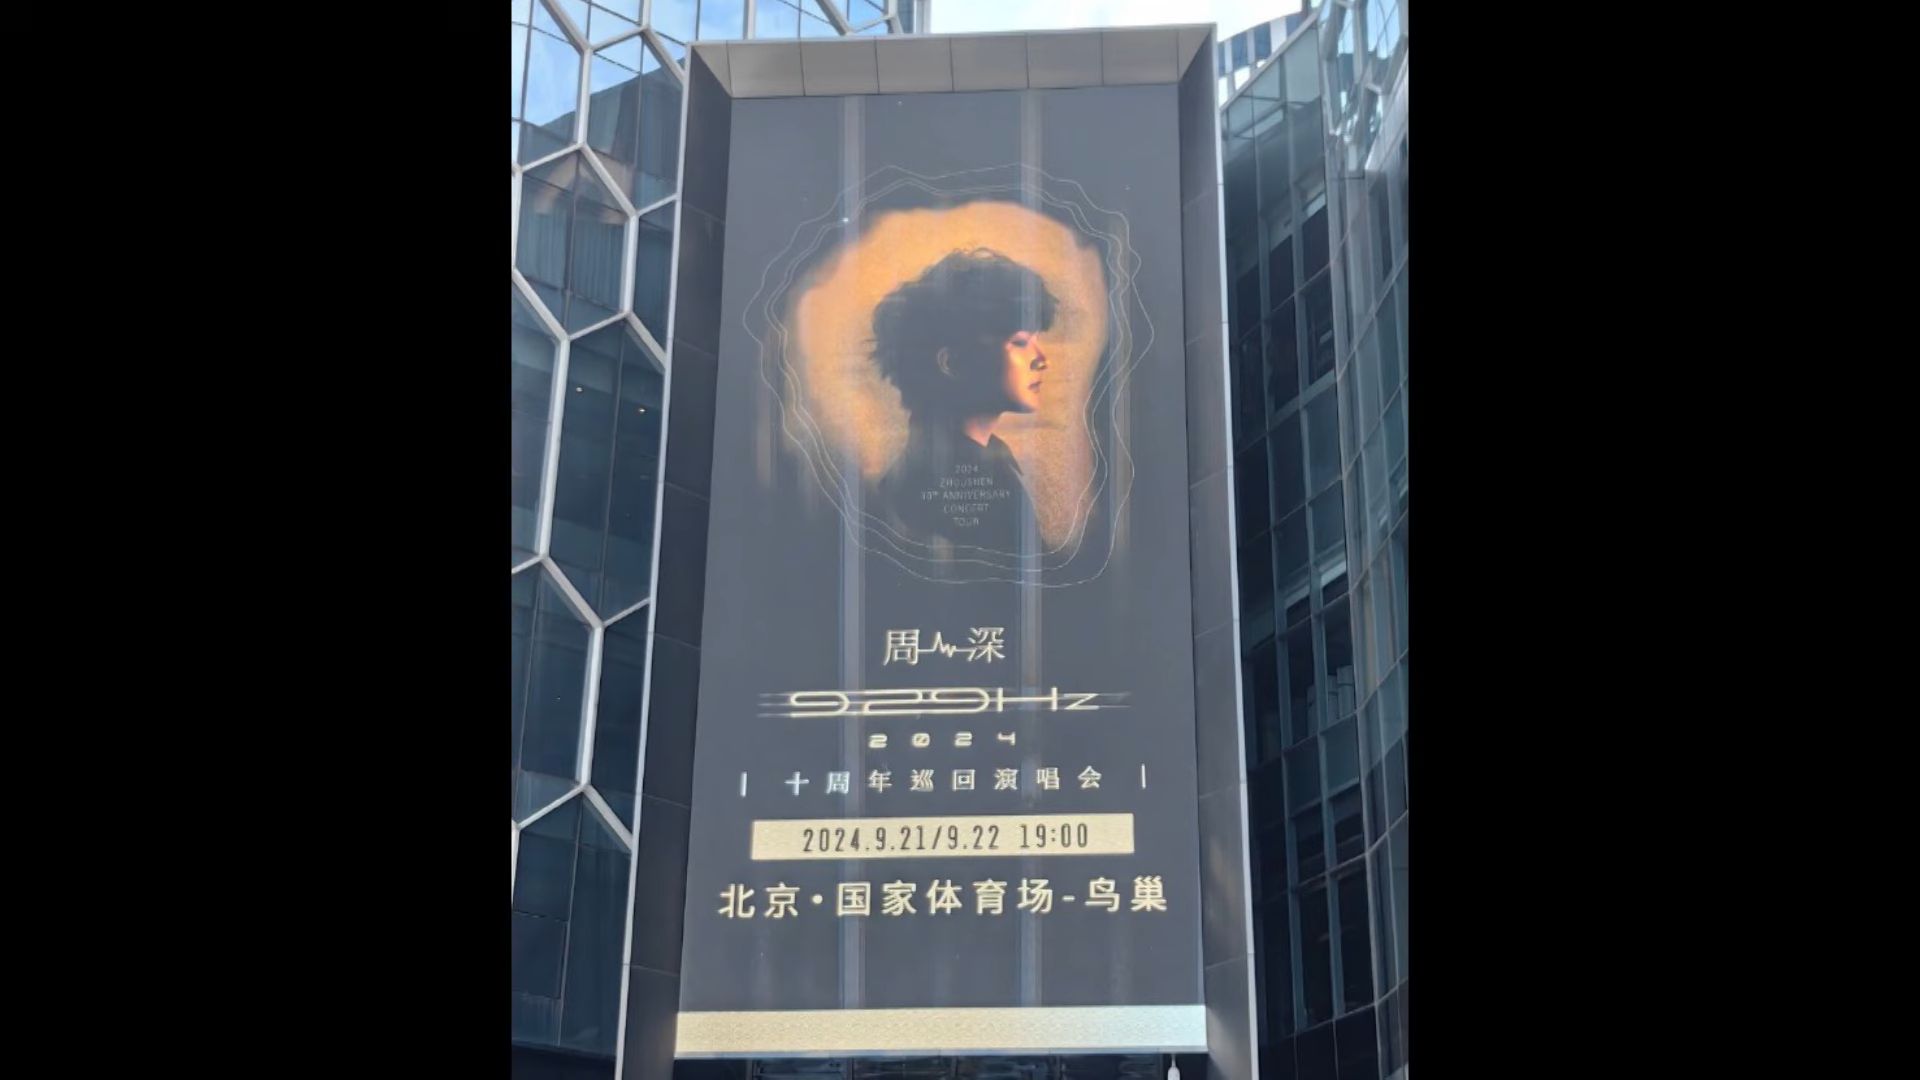 2024
ZHOUSHEN
10th ANNIVERSARY
CONCERT
TOUR
周深
9.29Hz
2024
十周年巡回演唱会
2024.9.21/9.22 19:00
北京·国家体育场-鸟巢